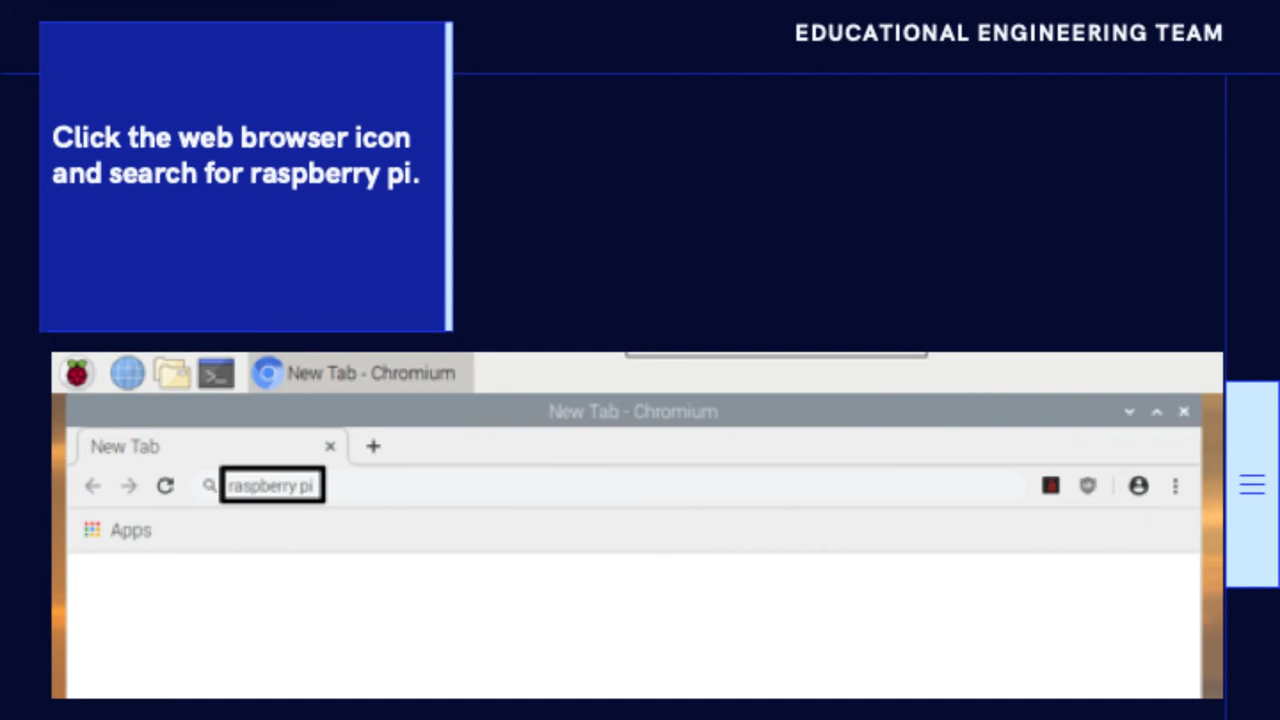 EDUCATIONAL ENGINEERING TEAM
Click the web browser icon
and search for raspberry pi.
New Tab - Chromium
New Tab - Chromium
New Tab
raspberry pi
Apps